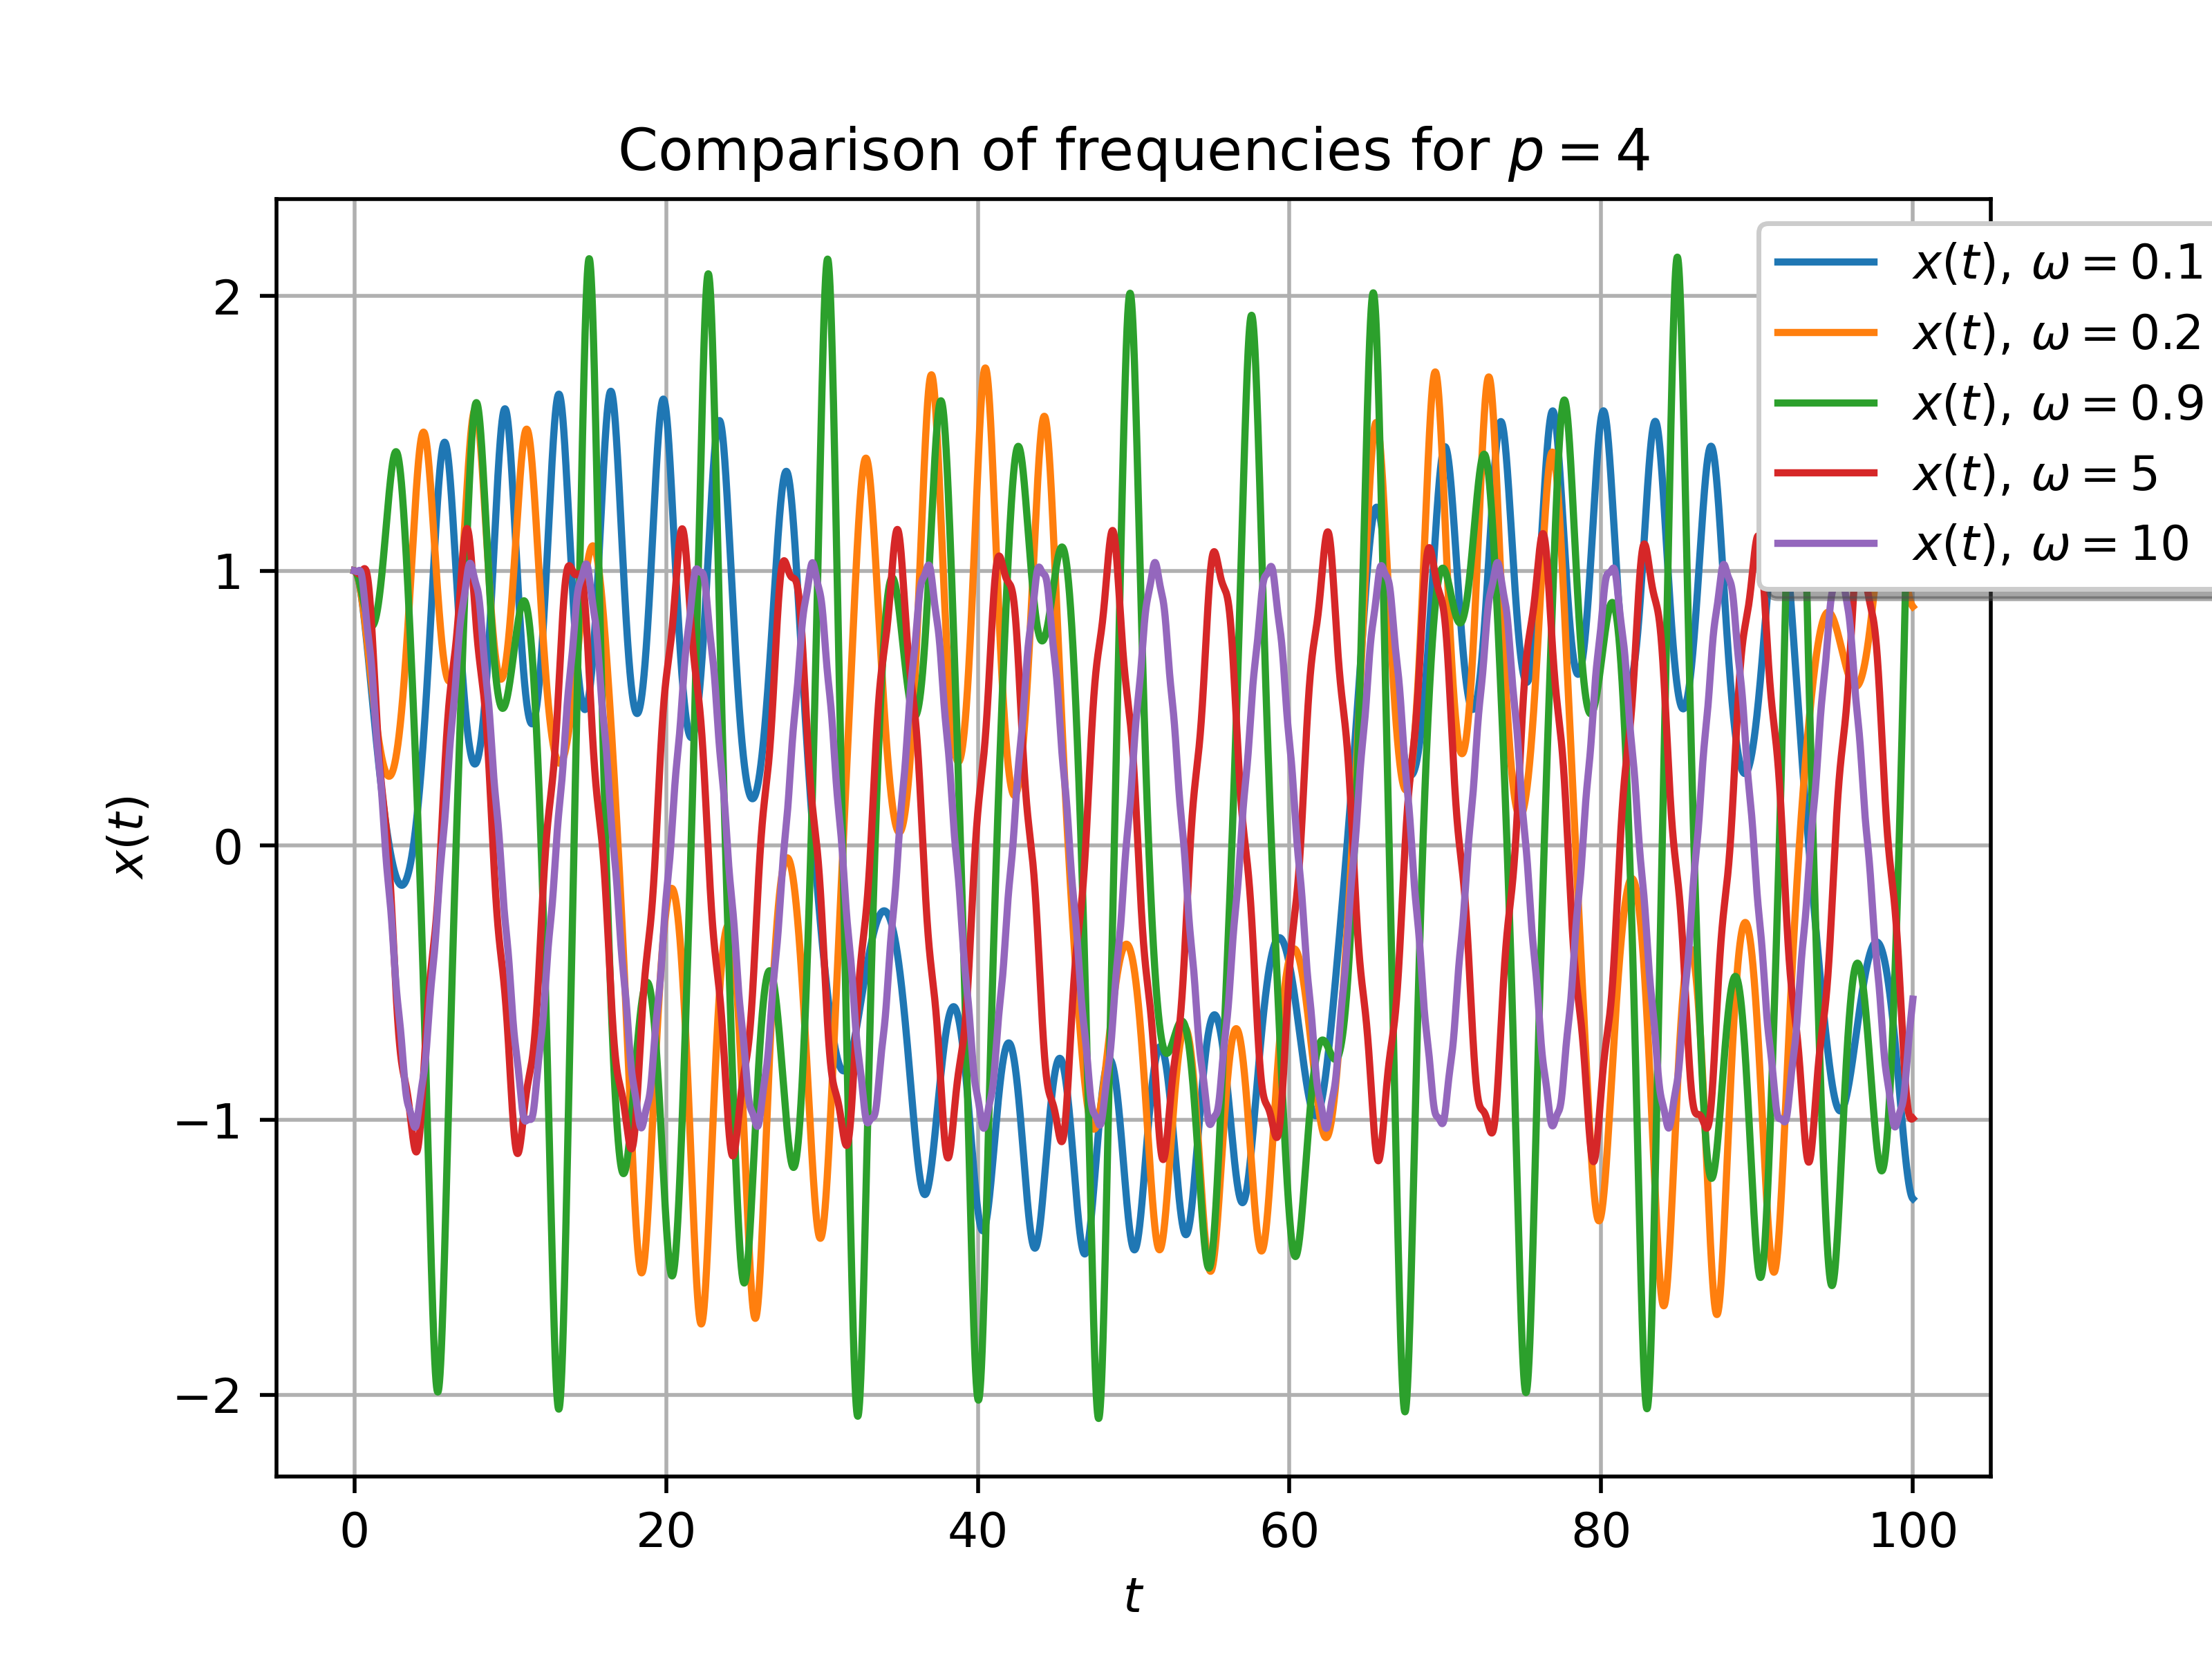 Comparison of frequencies for p = 4
x(t), ω = 0.1
x(t), ω = 0.2
x(t), ω = 0.9
x(t), ω = 5
x(t), ω = 10
2
1
0
−1
−2
x(t)
0 20 40 60 80 100
t